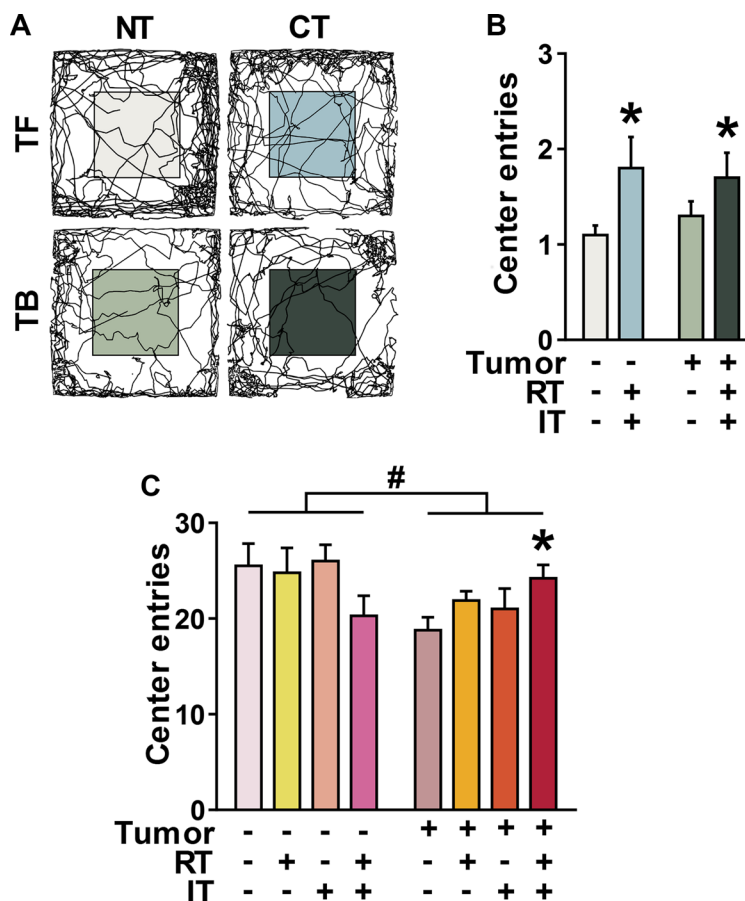 A
NT
CT
TF
TB
B
Center entries
3
2
1
0
*
*
Tumor - - + +
RT - + - +
IT - + - +
C
#
Center entries
30
20
10
0
*
Tumor - - - - + + + +
RT - + - + - + - +
IT - - + + - - + +